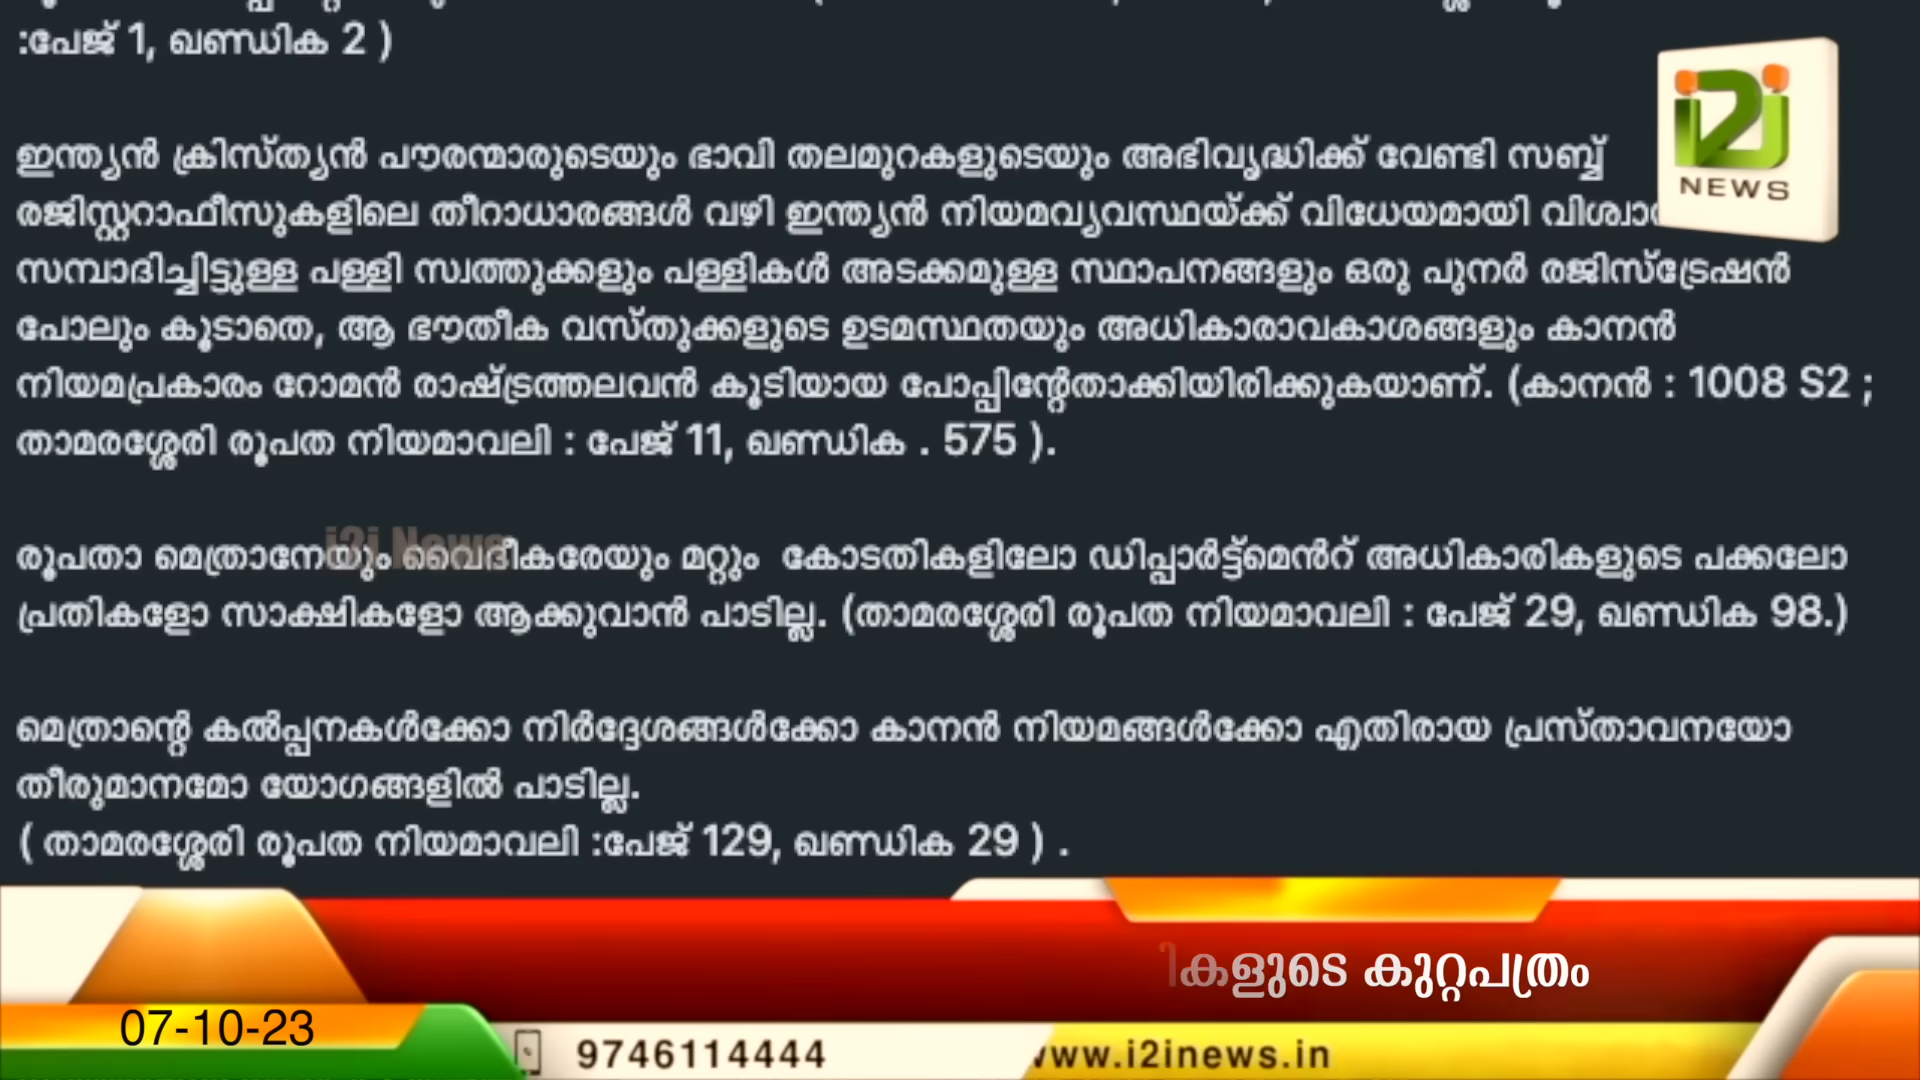 :പേജ് 1, ഖണ്ഡിക 2 )
ഇന്ത്യൻ ക്രിസ്ത്യൻ പൗരന്മാരുടെയും ഭാവി തലമുറകളുടെയും അഭിവൃദ്ധിക്ക് വേണ്ടി സബ്ബ്
രജിസ്റ്ററാഫീസുകളിലെ തീറാധാരങ്ങൾ വഴി ഇന്ത്യൻ നിയമവ്യവസ്ഥയ്ക്ക് വിധേയമായി
സമ്പാദിച്ചിട്ടുള്ള പള്ളി സ്വത്തുക്കളും പള്ളികൾ അടക്കമുള്ള സ്ഥാപനങ്ങളും ഒരു പുനർ രജിസ്ട്രേഷൻ
പോലും കൂടാതെ, ആ ഭൗതീക വസ്തുക്കളുടെ ഉടമസ്ഥതയും അധികാരാവകാശങ്ങളും കാനൻ
നിയമപ്രകാരം റോമൻ രാഷ്ട്രത്തലവൻ കൂടിയായ പോപ്പിന്റേതാക്കിയിരിക്കുകയാണ്. (കാനൻ : 1008 S2 ;
താമരശ്ശേരി രൂപത നിയമാവലി : പേജ് 11, ഖണ്ഡിക . 575 ).
രൂപതാ മെത്രാനേയും വൈദീകരേയും മറ്റും കോടതികളിലോ ഡിപ്പാർട്ട്മെൻറ് അധികാരികളുടെ പക്കലോ
പ്രതികളോ സാക്ഷികളോ ആക്കുവാൻ പാടില്ല. (താമരശ്ശേരി രൂപത നിയമാവലി : പേജ് 29, ഖണ്ഡിക 98.)
മെത്രാന്റെ കൽപ്പനകൾക്കോ നിർദ്ദേശങ്ങൾക്കോ കാനൻ നിയമങ്ങൾക്കോ എതിരായ പ്രസ്താവനയോ
തീരുമാനമോ യോഗങ്ങളിൽ പാടില്ല.
( താമരശ്ശേരി രൂപത നിയമാവലി :പേജ് 129, ഖണ്ഡിക 29 ) .
i2i NEWS
i2i News
കളുടെ കുറ്റപത്രം
07-10-23
9746114444
www.i2inews.in